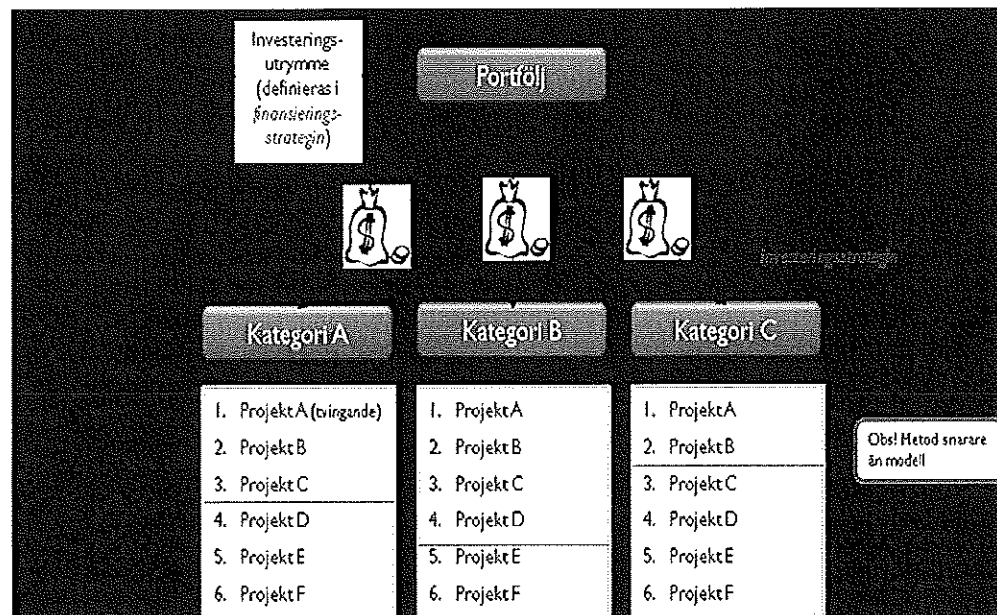 Investerings-
utrymme
(definieras i
finansierings-
strategin)
Portfölj
Investeringsstrategin
Kategori A
Kategori B
Kategori C
1. Projekt A (tvingande)
2. Projekt B
3. Projekt C
4. Projekt D
5. Projekt E
6. Projekt F
1. Projekt A
2. Projekt B
3. Projekt C
4. Projekt D
5. Projekt E
6. Projekt F
1. Projekt A
2. Projekt B
3. Projekt C
4. Projekt D
5. Projekt E
6. Projekt F
Obs! Metod snarare
än modell